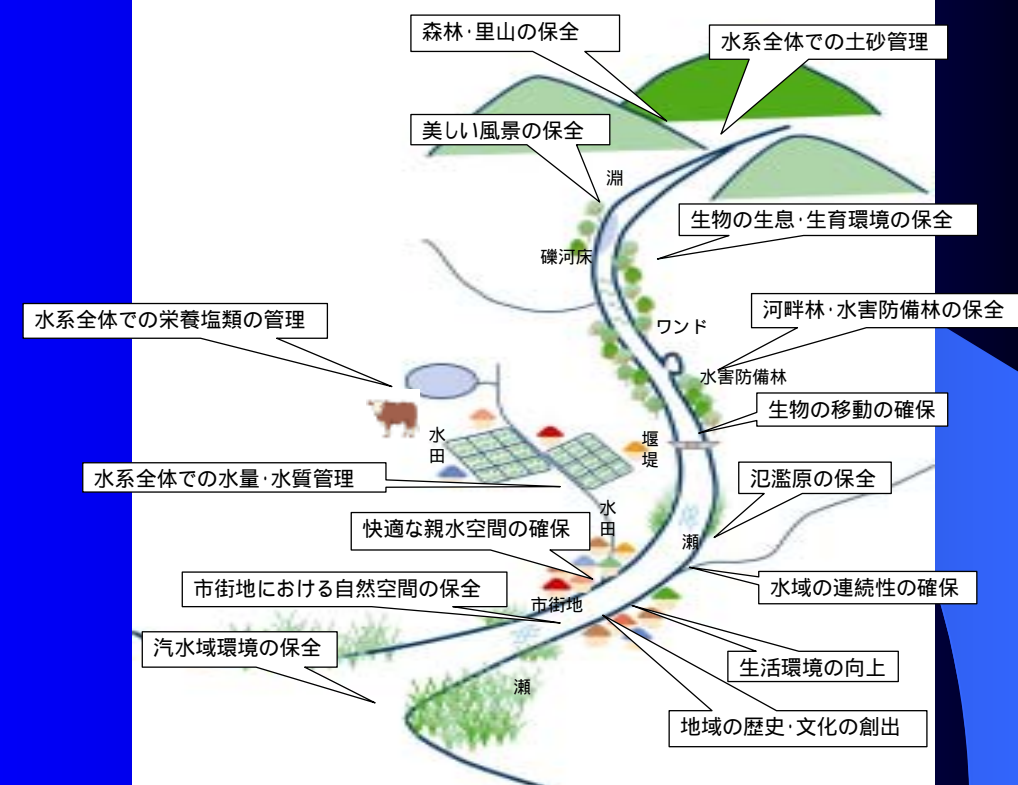 森林・里山の保全
水系全体での土砂管理
美しい風景の保全
淵
生物の生息・生育環境の保全
礫河床
水系全体での栄養塩類の管理
河畔林・水害防備林の保全
ワンド
水害防備林
生物の移動の確保
水田
堰堤
水系全体での水量・水質管理
氾濫原の保全
水田
快適な親水空間の確保
瀬
市街地における自然空間の保全
水域の連続性の確保
市街地
汽水域環境の保全
生活環境の向上
瀬
地域の歴史・文化の創出